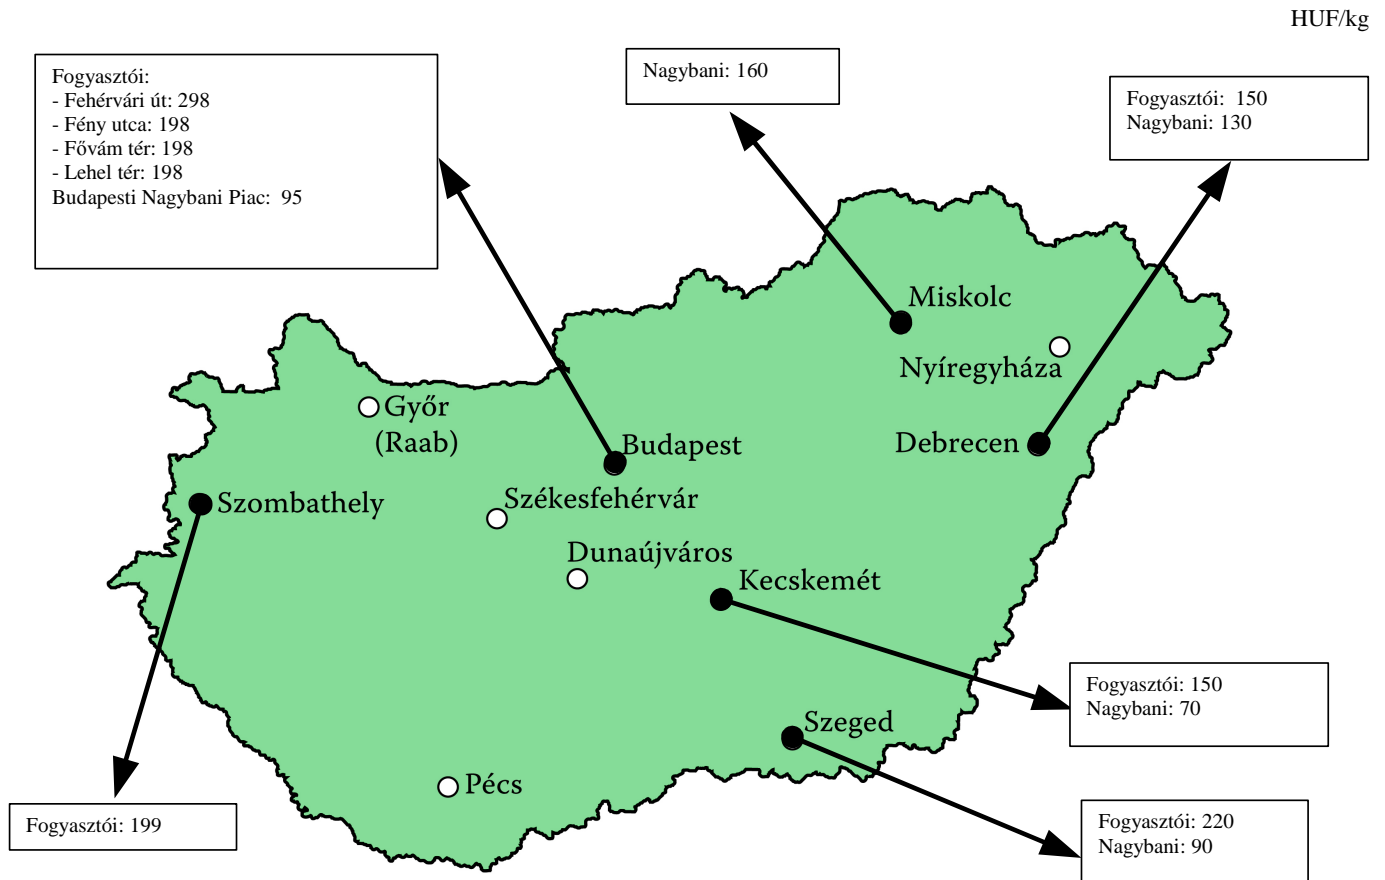 HUF/kg
Fogyasztói:
- Fehérvári út: 298
- Fény utca: 198
- Fővám tér: 198
- Lehel tér: 198
Budapesti Nagybani Piac:  95
Nagybani: 160
Fogyasztói:  150
Nagybani: 130
Miskolc
Nyíregyháza
Győr
(Raab)
Budapest
Debrecen
Szombathely
Székesfehérvár
Dunaújváros
Kecskemét
Fogyasztói: 150
Nagybani: 70
Szeged
Pécs
Fogyasztói: 199
Fogyasztói: 220
Nagybani: 90